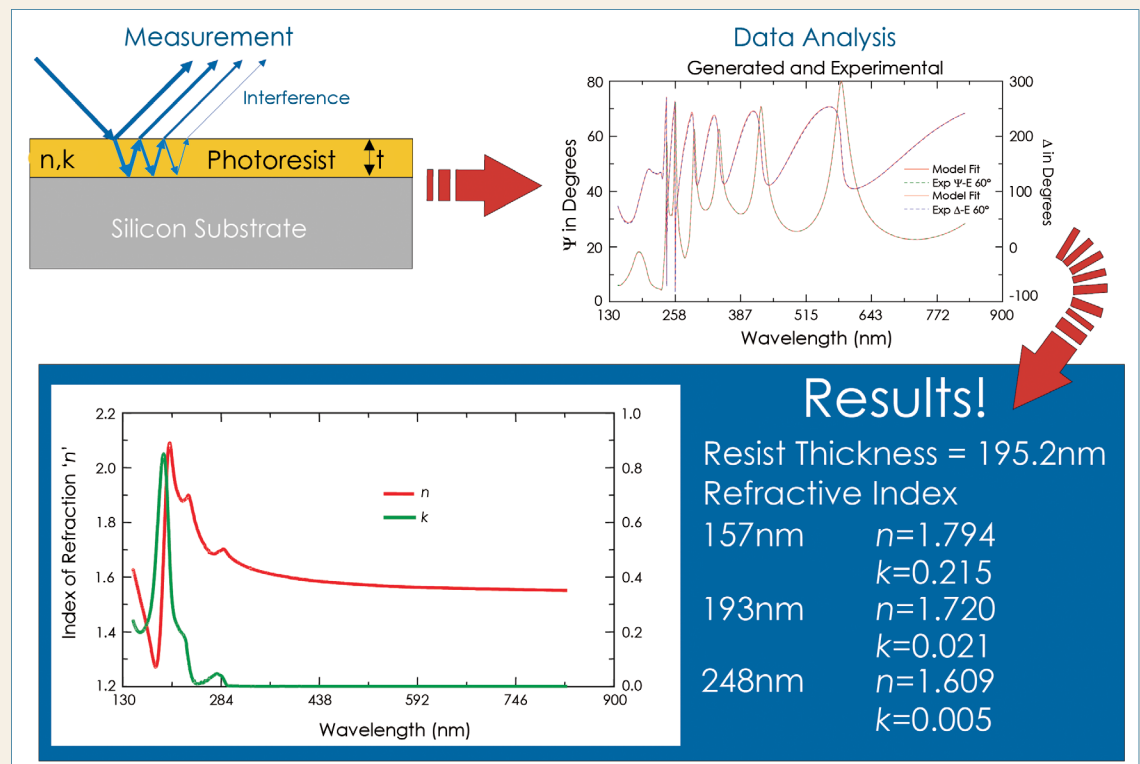 Measurement
Interference
n,k
Photoresist
t
Silicon Substrate
Data Analysis
Generated and Experimental
80
60
40
20
0
Ψ in Degrees
300
200
100
0
-100
Δ in Degrees
Model Fit
Exp Ψ-E 60°
Model Fit
Exp Δ-E 60°
130 258 387 515 643 772 900
Wavelength (nm)
2.2
2.0
1.8
1.6
1.4
1.2
Index of Refraction 'n'
1.0
0.8
0.6
0.4
0.2
0.0
n
k
130 284 438 592 746 900
Wavelength (nm)
Results!
Resist Thickness = 195.2nm
Refractive Index
157nm n=1.794
k=0.215
193nm n=1.720
k=0.021
248nm n=1.609
k=0.005